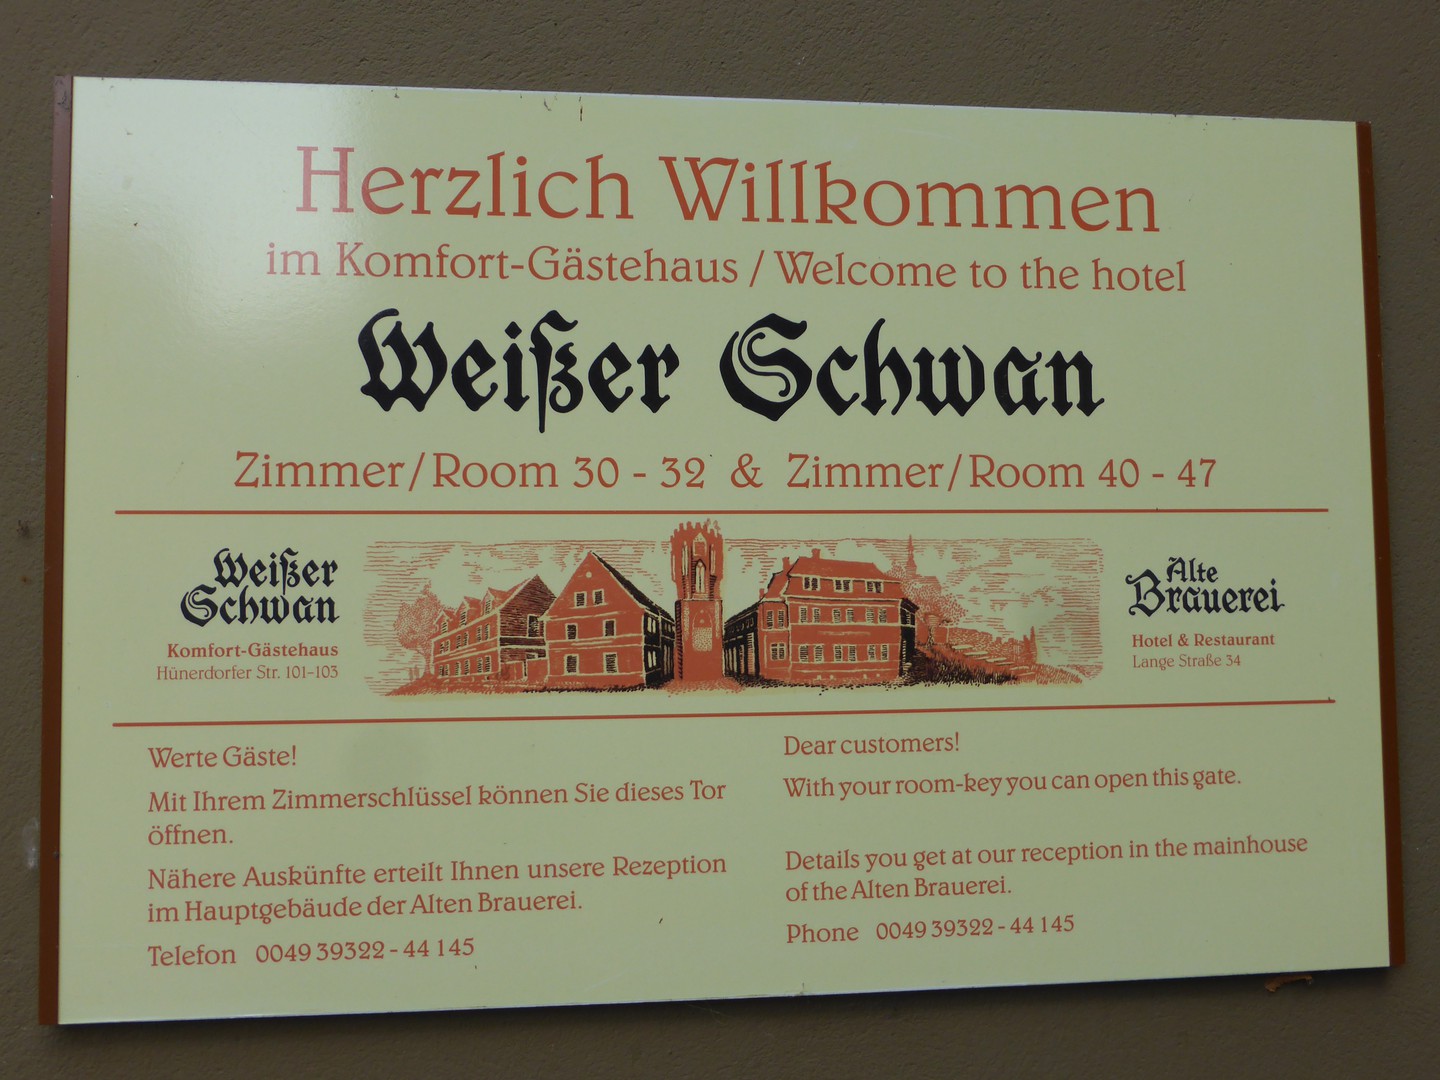 Herzlich Willkommen
im Komfort-Gästehaus / Welcome to the hotel
Weißer Schwan
Zimmer/Room 30 - 32 & Zimmer/Room 40 - 47
Weißer
Schwan
Komfort-Gästehaus
Hünerdorfer Str. 101-103
Alte
Brauerei
Hotel & Restaurant
Lange Straße 34
Werte Gäste!
Mit Ihrem Zimmerschlüssel können Sie dieses Tor
öffnen.
Nähere Auskünfte erteilt Ihnen unsere Rezeption
im Hauptgebäude der Alten Brauerei.
Telefon 0049 39322 - 44 145
Dear customers!
With your room-key you can open this gate.
Details you get at our reception in the mainhouse
of the Alten Brauerei.
Phone 0049 39322 - 44 145